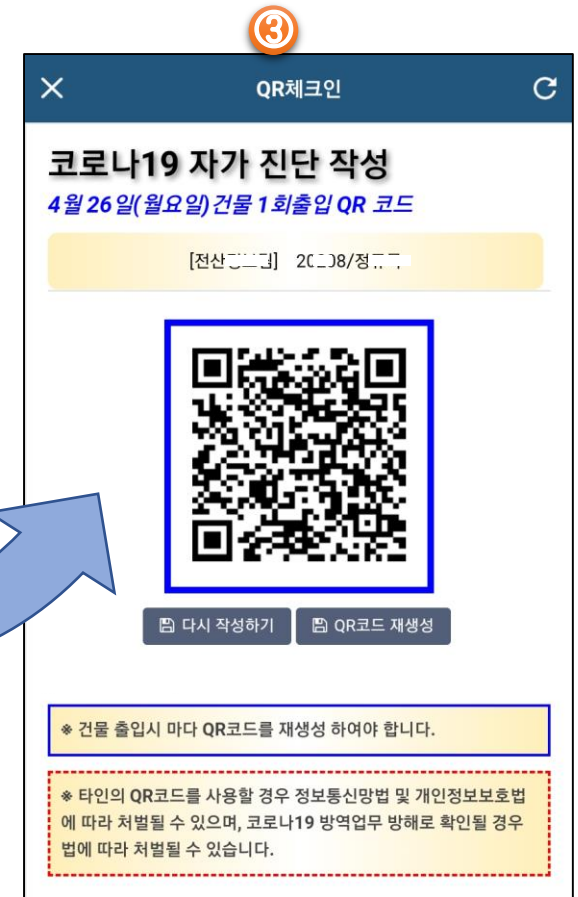 ③
QR체크인
코로나19 자가 진단 작성
4월 26일(월요일)건물 1회출입 QR 코드
다시 작성하기 QR코드 재생성
※ 건물 출입시 마다 QR코드를 재생성 하여야 합니다.
※ 타인의 QR코드를 사용할 경우 정보통신망법 및 개인정보보호법
에 따라 처벌될 수 있으며, 코로나19 방역업무 방해로 확인될 경우
법에 따라 처벌될 수 있습니다.